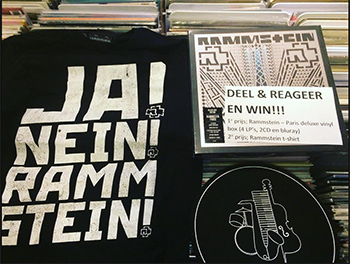 JA!
NEIN!
RAMM
STEIN!
RAMMSTEIN
DEEL & REAGEER
EN WIN!!!
1e prijs; Rammstein – Paris deluxe vinyl
box (4 LP's, 2CD en bluray)
2e prijs; Rammstein t-shirt